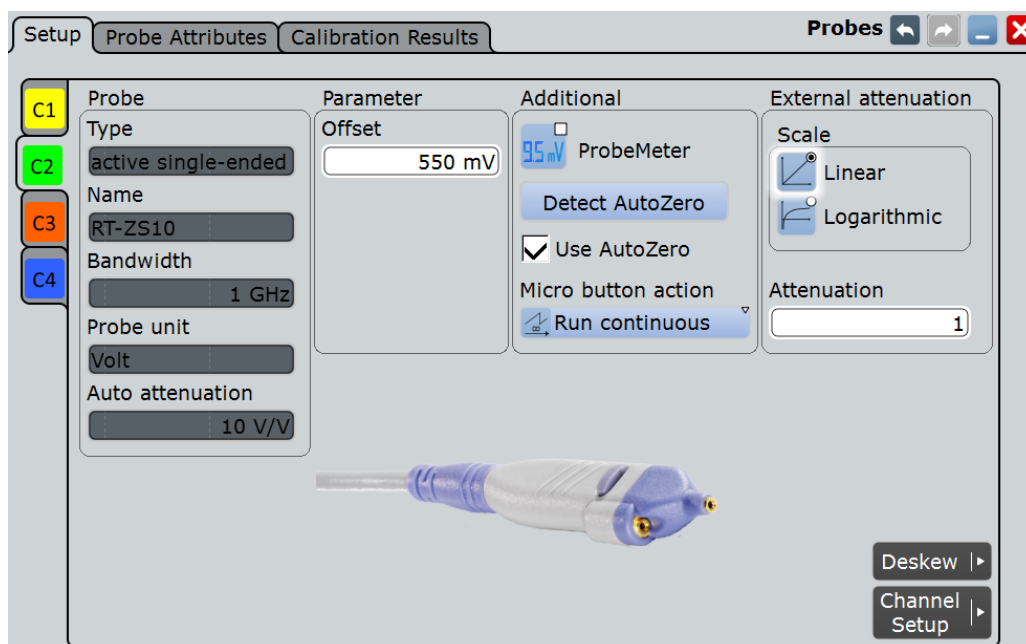 Setup
Probe Attributes
Calibration Results
Probes
C1
C2
C3
C4
Probe
Type
active single-ended
Name
RT-ZS10
Bandwidth
1 GHz
Probe unit
Volt
Auto attenuation
10 V/V
Parameter
Offset
550 mV
Additional
9.5 mV
ProbeMeter
Detect AutoZero
Use AutoZero
Micro button action
∞
Run continuous
External attenuation
Scale
Linear
Logarithmic
Attenuation
1
Deskew
Channel
Setup